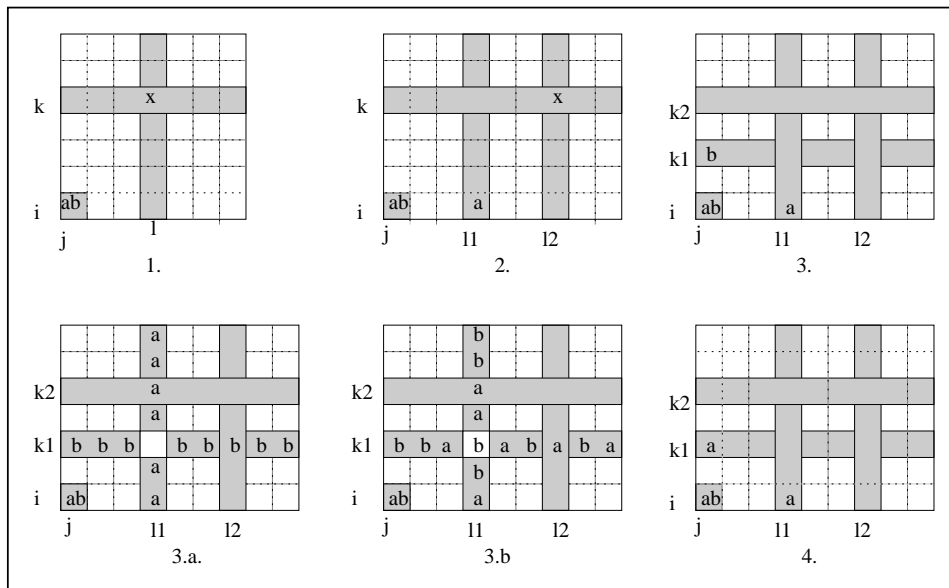 x
k
ab
i
l
j
1.
x
k
ab a
i
j l1 l2
2.
k2
b
k1
ab a
i
j l1 l2
3.
a
a
k2 a
a
k1 b b b b b b b b
a
i ab a
j l1 l2
3.a.
b
b
k2 a
a
k1 b b a b a b a b a
b
i ab a
j l1 l2
3.b
k2
k1 a
i ab a
j l1 l2
4.